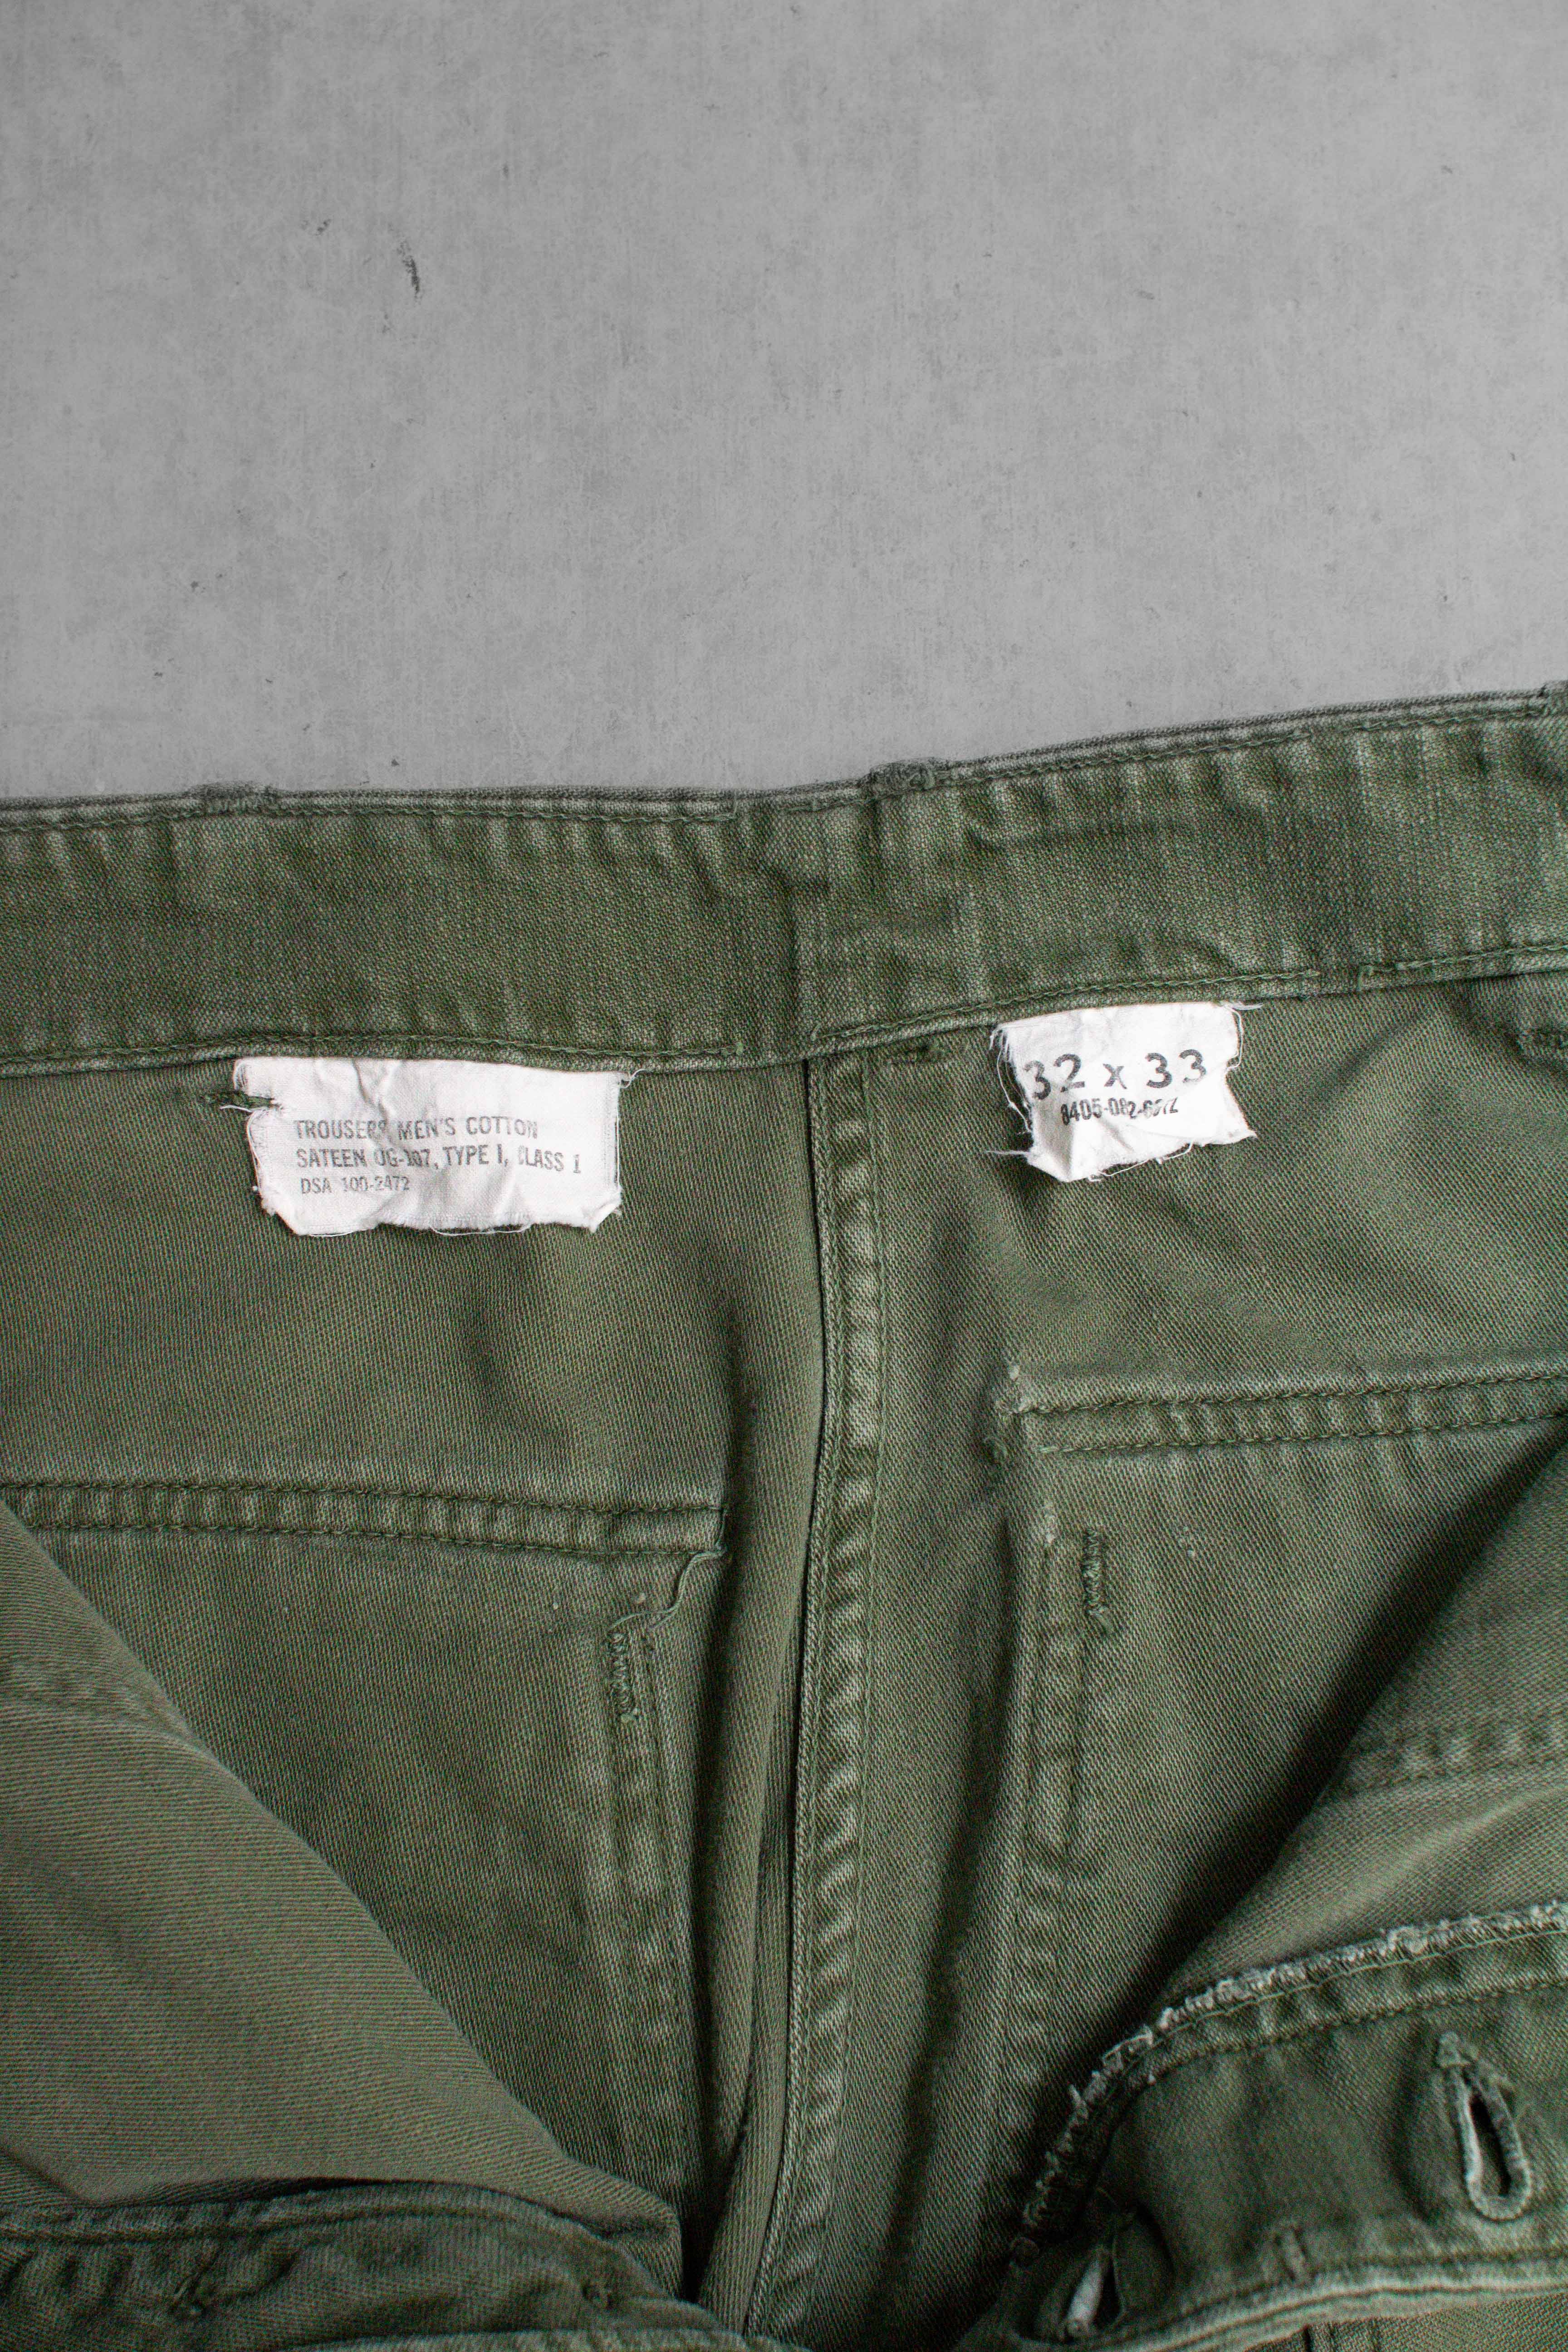 TROUSERS MEN'S COTTON
SATEEN OG-107, TYPE I, CLASS 1
DSA 100-2472
32 x 33